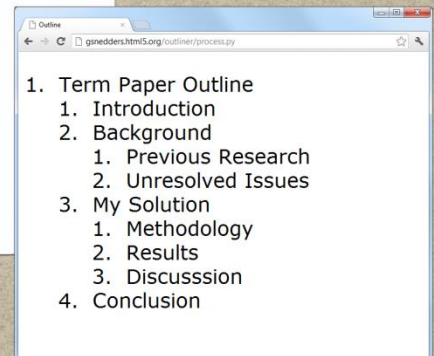 Outline
gsnedders.html5.org/outliner/process.py
1. Term Paper Outline
1. Introduction
2. Background
1. Previous Research
2. Unresolved Issues
3. My Solution
1. Methodology
2. Results
3. Discusssion
4. Conclusion